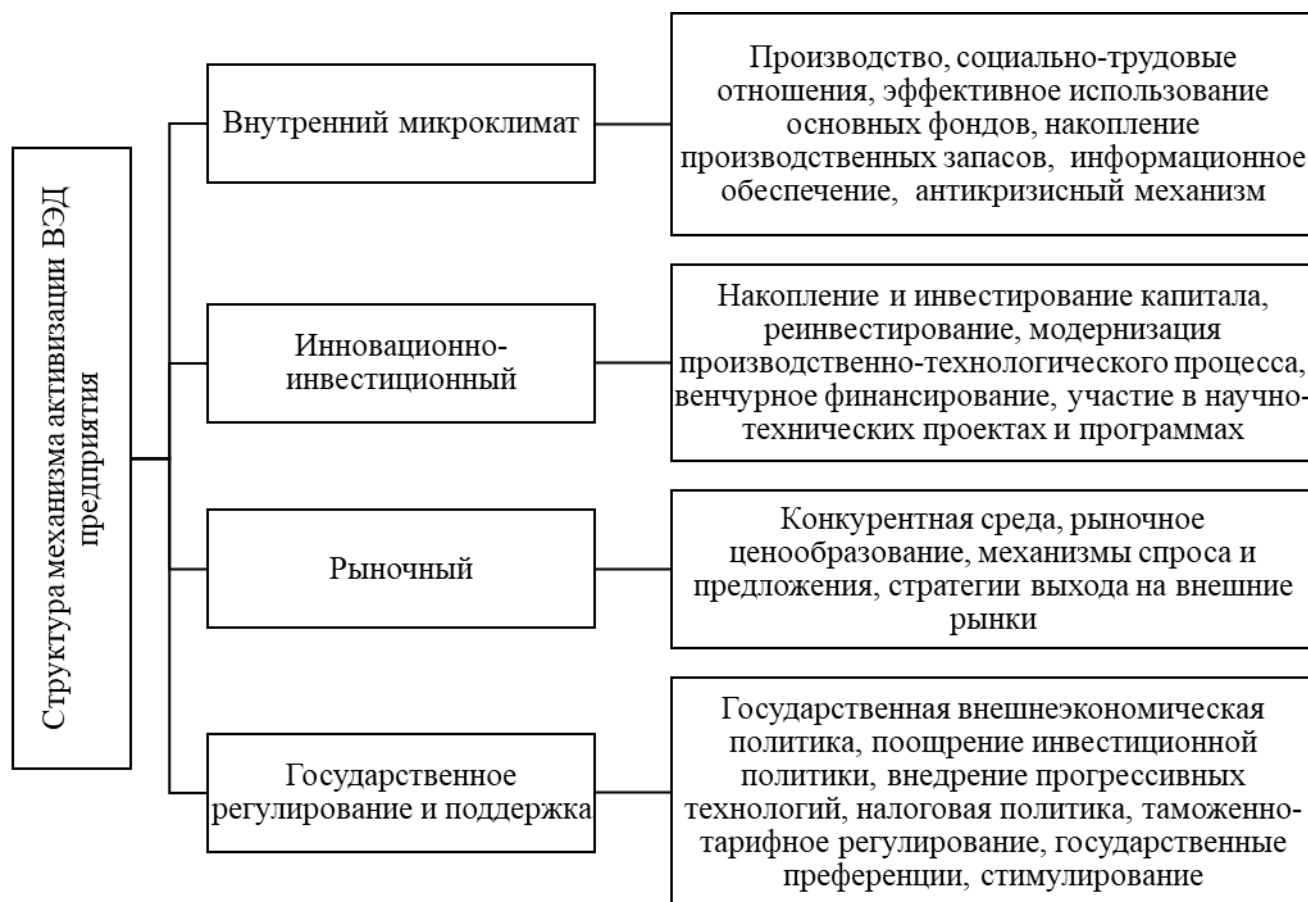 Структура механизма активизации ВЭД
предприятия
Внутренний микроклимат
Производство, социально-трудовые
отношения, эффективное использование
основных фондов, накопление
производственных запасов, информационное
обеспечение, антикризисный механизм
Инновационно-
инвестиционный
Накопление и инвестирование капитала,
реинвестирование, модернизация
производственно-технологического процесса,
венчурное финансирование, участие в научно-
технических проектах и программах
Рыночный
Конкурентная среда, рыночное
ценообразование, механизмы спроса и
предложения, стратегии выхода на внешние
рынки
Государственное
регулирование и поддержка
Государственная внешнеэкономическая
политика, поощрение инвестиционной
политики, внедрение прогрессивных
технологий, налоговая политика, таможенно-
тарифное регулирование, государственные
преференции, стимулирование